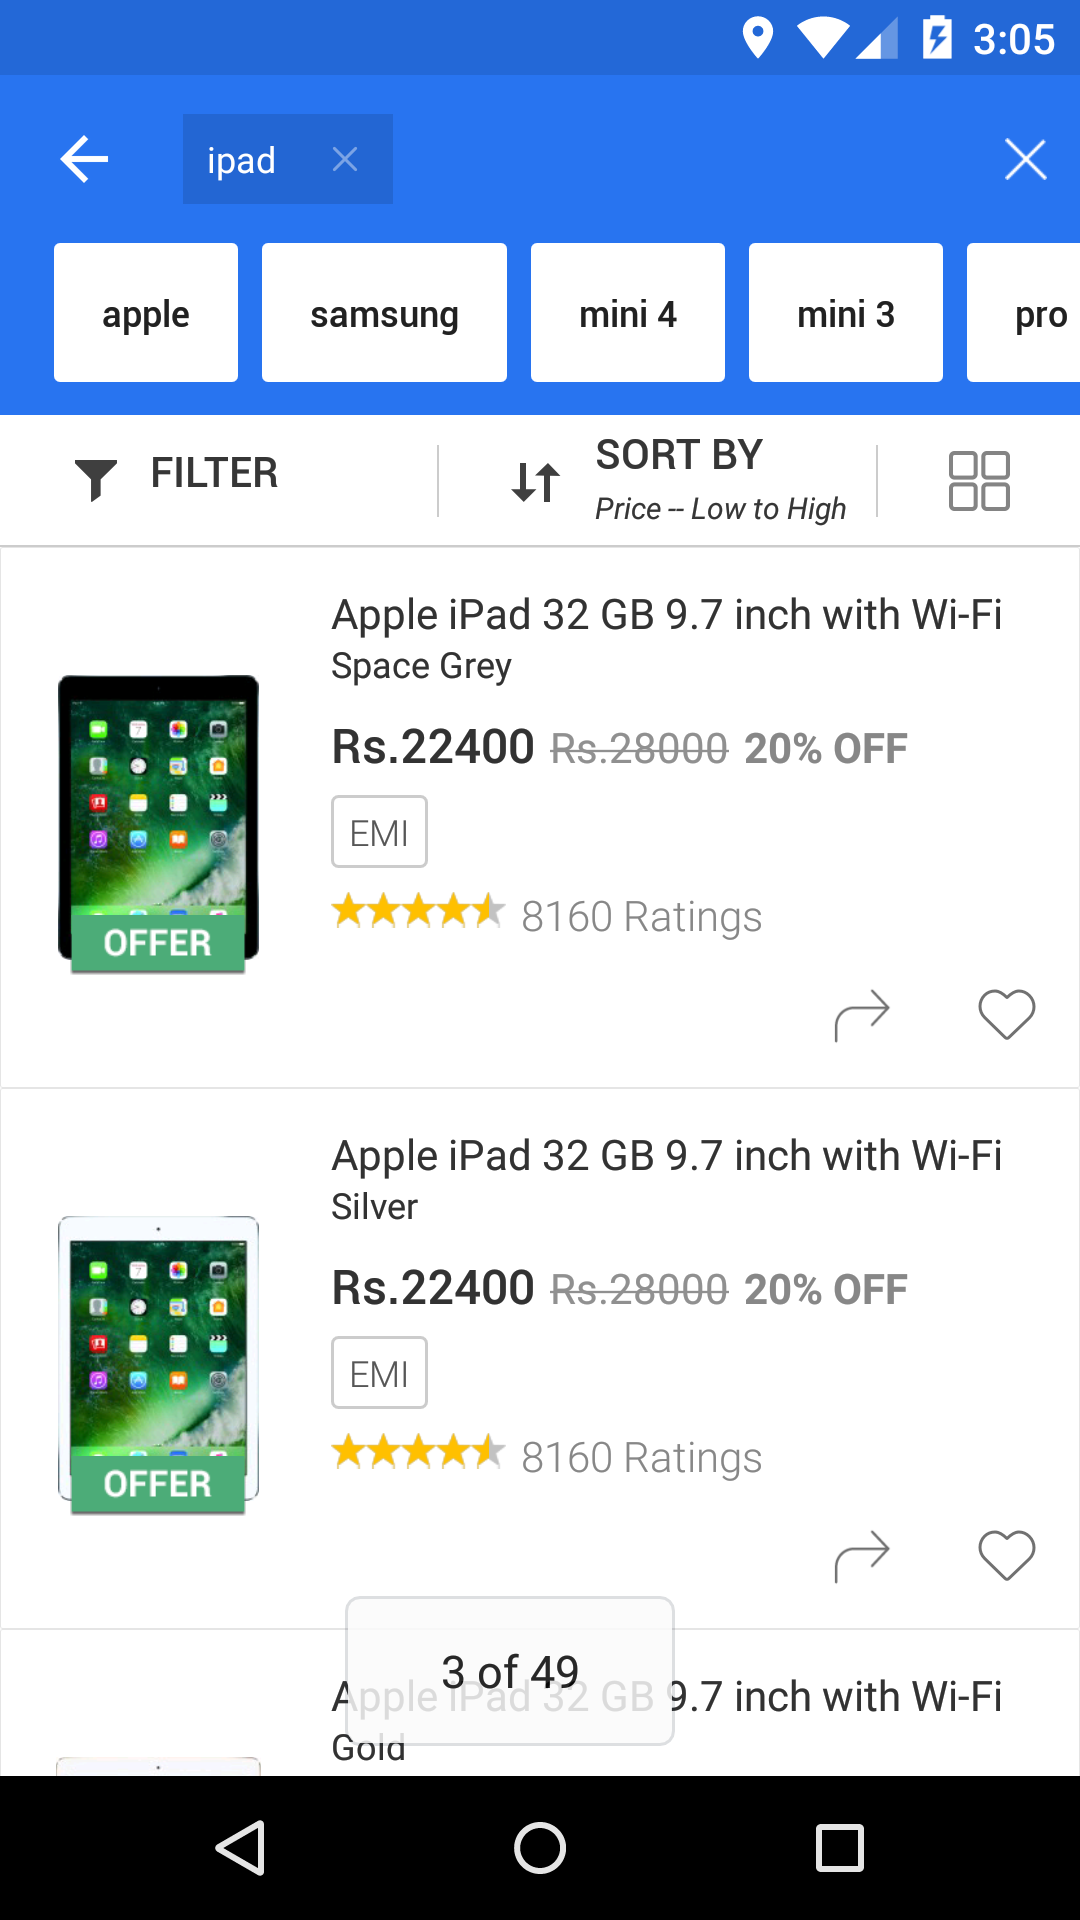 3:05
ipad
apple samsung mini 4 mini 3 pro
FILTER SORT BY
Price -- Low to High
Apple iPad 32 GB 9.7 inch with Wi-Fi
Space Grey
Rs.22400 Rs.28000 20% OFF
EMI
8160 Ratings
OFFER
Apple iPad 32 GB 9.7 inch with Wi-Fi
Silver
Rs.22400 Rs.28000 20% OFF
EMI
8160 Ratings
OFFER
3 of 49
Apple iPad 32 GB 9.7 inch with Wi-Fi
Gold